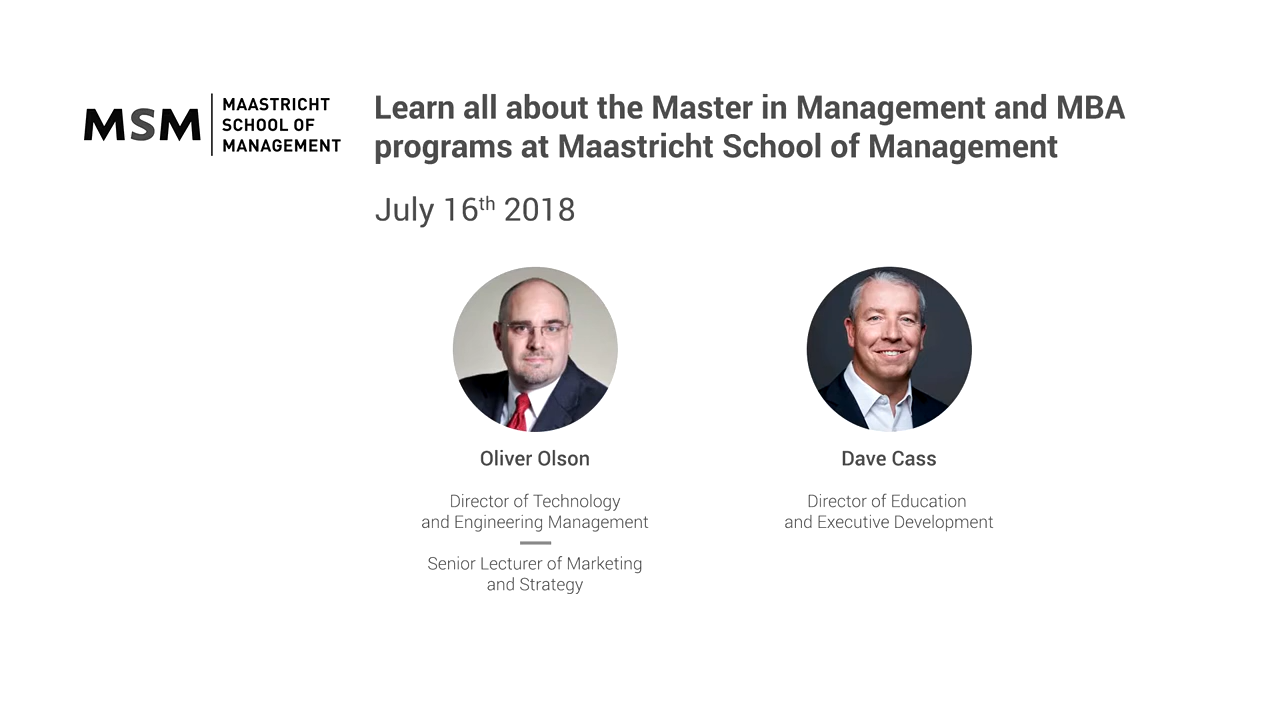 MSM
MAASTRICHT
SCHOOL OF
MANAGEMENT
Learn all about the Master in Management and MBA
programs at Maastricht School of Management
July 16th 2018
Oliver Olson
Director of Technology
and Engineering Management
Senior Lecturer of Marketing
and Strategy
Dave Cass
Director of Education
and Executive Development